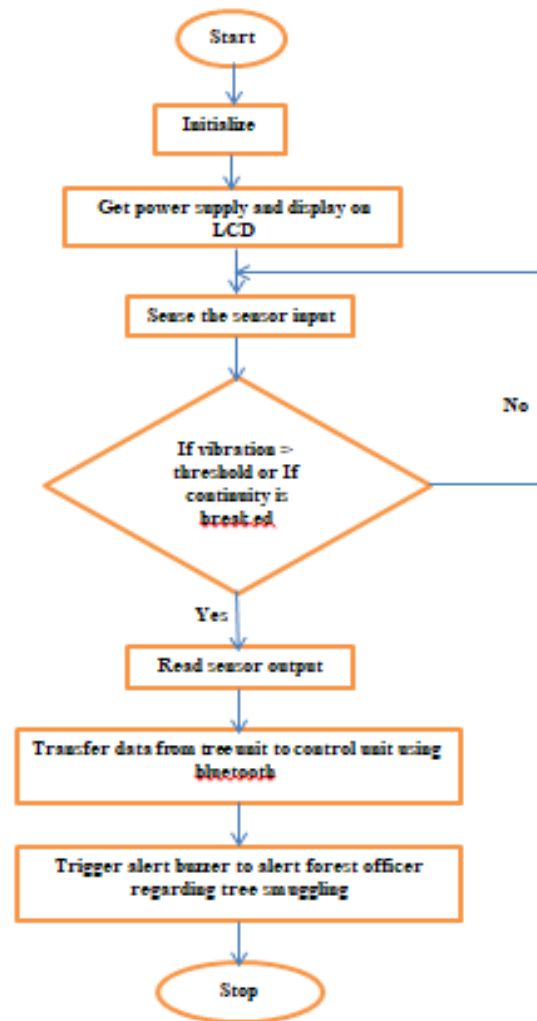 Start
Initialize
Get power supply and display on
LCD
Sense the sensor input
If vibration >
threshold or If
continuity is
breaked
No
Yes
Read sensor output
Transfer data from tree unit to control unit using
bluetooth
Trigger alert buzzer to alert forest officer
regarding tree smuggling
Stop